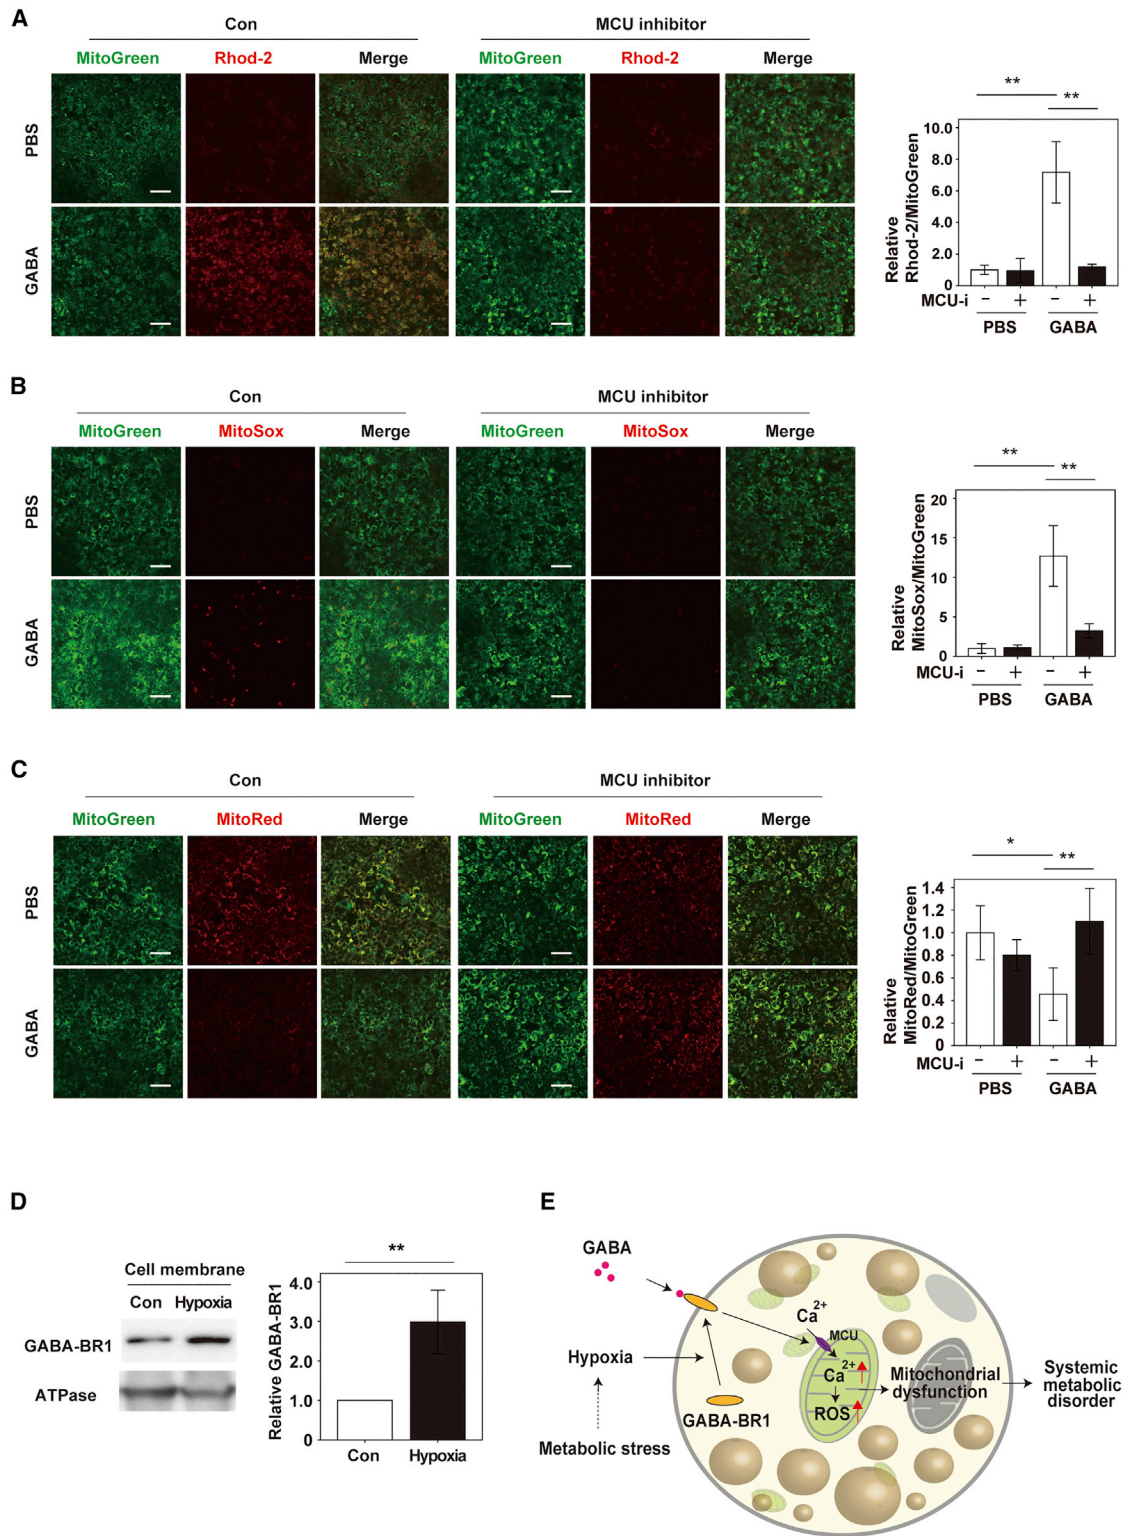 A
Con
MCU inhibitor
MitoGreen Rhod-2 Merge MitoGreen Rhod-2 Merge
PBS
GABA
** **
Relative
Rhod-2/MitoGreen
10.0
8.0
6.0
4.0
2.0
0
MCU-i − + − +
PBS GABA
B
Con
MCU inhibitor
MitoGreen MitoSox Merge MitoGreen MitoSox Merge
PBS
GABA
** **
Relative
MitoSox/MitoGreen
20
15
10
5
0
MCU-i − + − +
PBS GABA
C
Con
MCU inhibitor
MitoGreen MitoRed Merge MitoGreen MitoRed Merge
PBS
GABA
* **
Relative
MitoRed/MitoGreen
1.4
1.2
1.0
0.8
0.6
0.4
0.2
0
MCU-i − + − +
PBS GABA
D
Cell membrane
Con Hypoxia
GABA-BR1
ATPase
**
Relative GABA-BR1
4.0
3.0
2.0
1.0
0
Con Hypoxia
E
GABA
Ca2+
MCU
Hypoxia
Ca2+
ROS
Mitochondrial
dysfunction
Systemic
metabolic
disorder
GABA-BR1
Metabolic stress